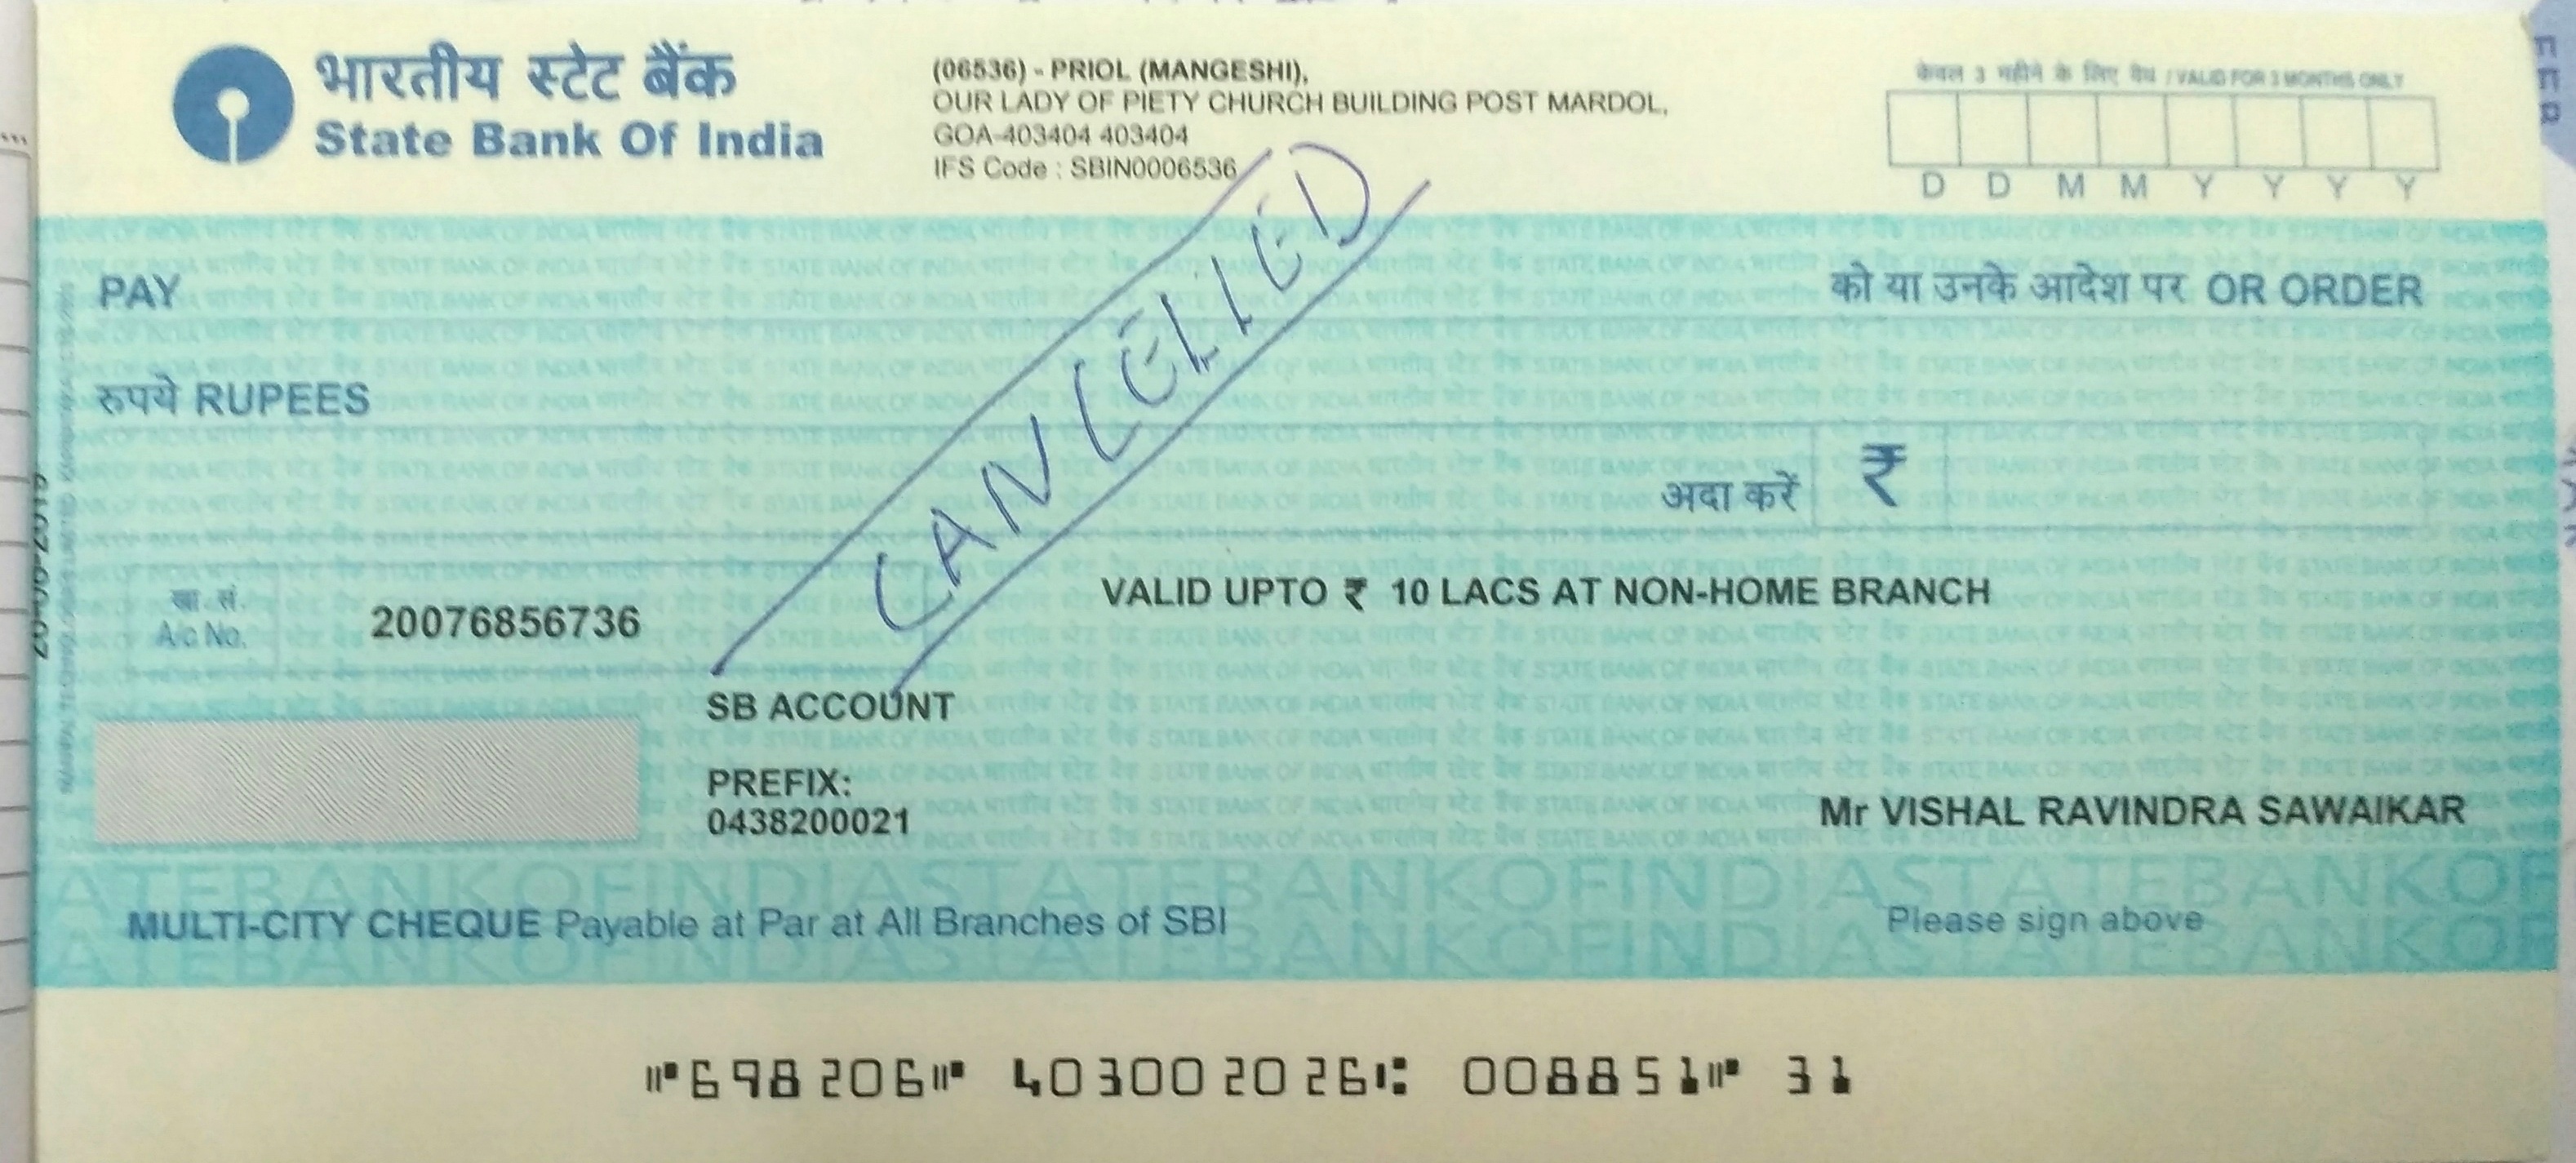 भारतीय स्टेट बैंक
State Bank Of India
(06536) - PRIOL (MANGESHI),
OUR LADY OF PIETY CHURCH BUILDING POST MARDOL,
GOA-403404 403404
IFS Code : SBIN0006536
केवल 3 महीने के लिए वैध / VALID FOR 3 MONTHS ONLY
D D M M Y Y Y Y
CANCELLED
PAY
को या उनके आदेश पर OR ORDER
रुपये RUPEES
अदा करें ₹
खा. सं.
A/c No.
20076856736
VALID UPTO ₹ 10 LACS AT NON-HOME BRANCH
SB ACCOUNT
PREFIX:
0438200021
Mr VISHAL RAVINDRA SAWAIKAR
ATEBANKOFINDIASTATEBANKOFINDIASTATEBANKOF
MULTI-CITY CHEQUE Payable at Par at All Branches of SBI
Please sign above
ATEBANKOFINDIASTATEBANKOFINDIASTATEBANKOF
⑈698206⑈ 403002026⑆ 008851⑈ 31